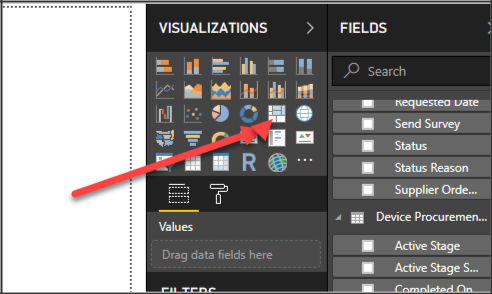 VISUALIZATIONS
FIELDS
Search
Requested Date
Send Survey
Status
Status Reason
Supplier Orde...
Device Procuremen...
Active Stage
Active Stage S...
Completed On
R
...
Values
Drag data fields here
FILTERS